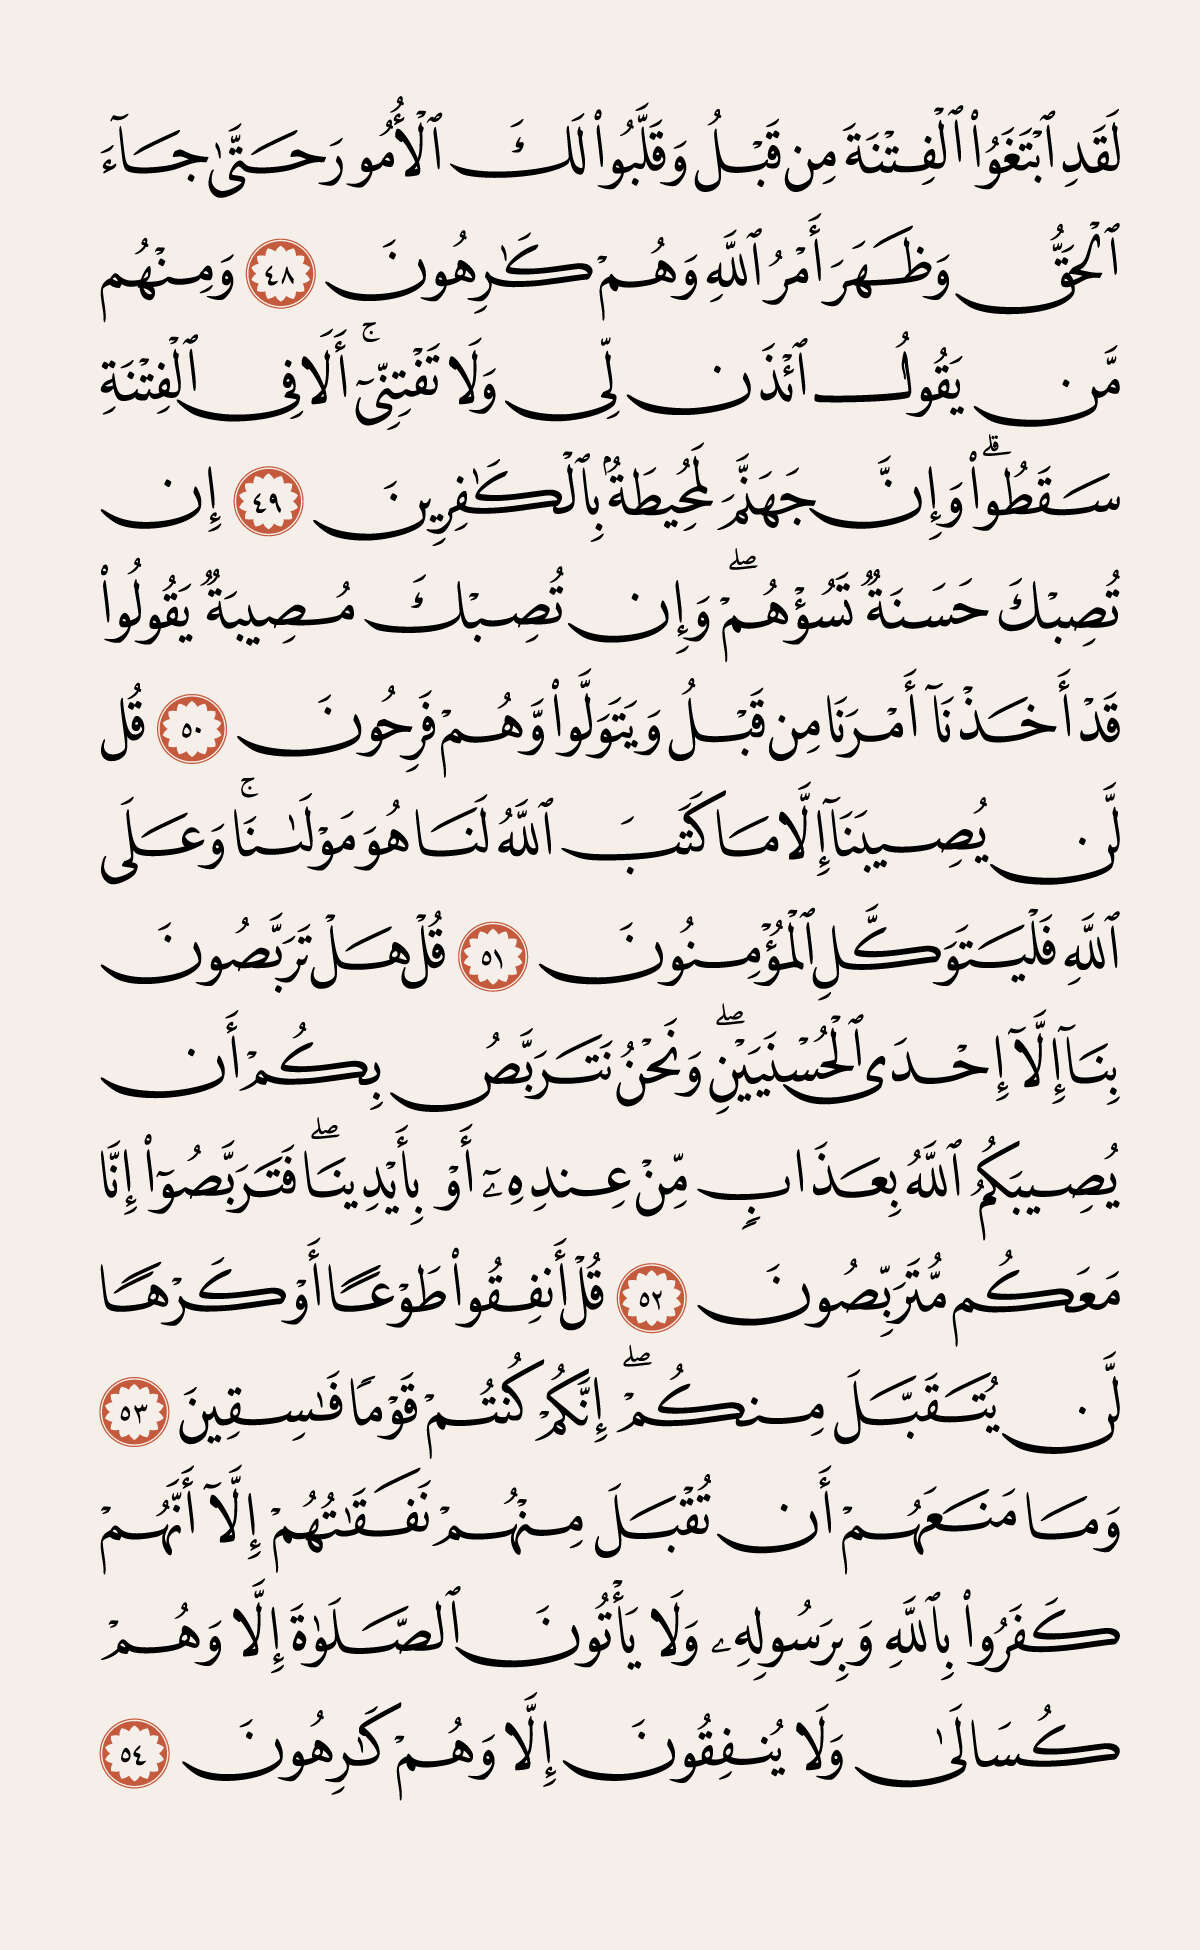 لَقَدِ ٱبْتَغَوُا۟ ٱلْفِتْنَةَ مِن قَبْلُ وَقَلَّبُوا۟ لَكَ ٱلْأُمُورَ حَتَّىٰ جَآءَ
ٱلْحَقُّ وَظَهَرَ أَمْرُ ٱللَّهِ وَهُمْ كَٰرِهُونَ ٤٨ وَمِنْهُم
مَّن يَقُولُ ٱئْذَن لِّى وَلَا تَفْتِنِّىٓ ۚ أَلَا فِى ٱلْفِتْنَةِ
سَقَطُوا۟ ۗ وَإِنَّ جَهَنَّمَ لَمُحِيطَةٌۢ بِٱلْكَٰفِرِينَ ٤٩ إِن
تُصِبْكَ حَسَنَةٌ تَسُؤْهُمْ ۖ وَإِن تُصِبْكَ مُصِيبَةٌ يَقُولُوا۟
قَدْ أَخَذْنَآ أَمْرَنَا مِن قَبْلُ وَيَتَوَلَّوا۟ وَّهُمْ فَرِحُونَ ٥٠ قُل
لَّن يُصِيبَنَآ إِلَّا مَا كَتَبَ ٱللَّهُ لَنَا هُوَ مَوْلَىٰنَا ۚ وَعَلَى
ٱللَّهِ فَلْيَتَوَكَّلِ ٱلْمُؤْمِنُونَ ٥١ قُلْ هَلْ تَرَبَّصُونَ
بِنَآ إِلَّآ إِحْدَى ٱلْحُسْنَيَيْنِ ۖ وَنَحْنُ نَتَرَبَّصُ بِكُمْ أَن
يُصِيبَكُمُ ٱللَّهُ بِعَذَابٍ مِّنْ عِندِهِۦٓ أَوْ بِأَيْدِينَا ۖ فَتَرَبَّصُوٓا۟ إِنَّا
مَعَكُم مُّتَرَبِّصُونَ ٥٢ قُلْ أَنفِقُوا۟ طَوْعًا أَوْ كَرْهًا
لَّن يُتَقَبَّلَ مِنكُمْ ۖ إِنَّكُمْ كُنتُمْ قَوْمًا فَٰسِقِينَ ٥٣
وَمَا مَنَعَهُمْ أَن تُقْبَلَ مِنْهُمْ نَفَقَٰتُهُمْ إِلَّآ أَنَّهُمْ
كَفَرُوا۟ بِٱللَّهِ وَبِرَسُولِهِۦ وَلَا يَأْتُونَ ٱلصَّلَوٰةَ إِلَّا وَهُمْ
كُسَالَىٰ وَلَا يُنفِقُونَ إِلَّا وَهُمْ كَٰرِهُونَ ٥٤